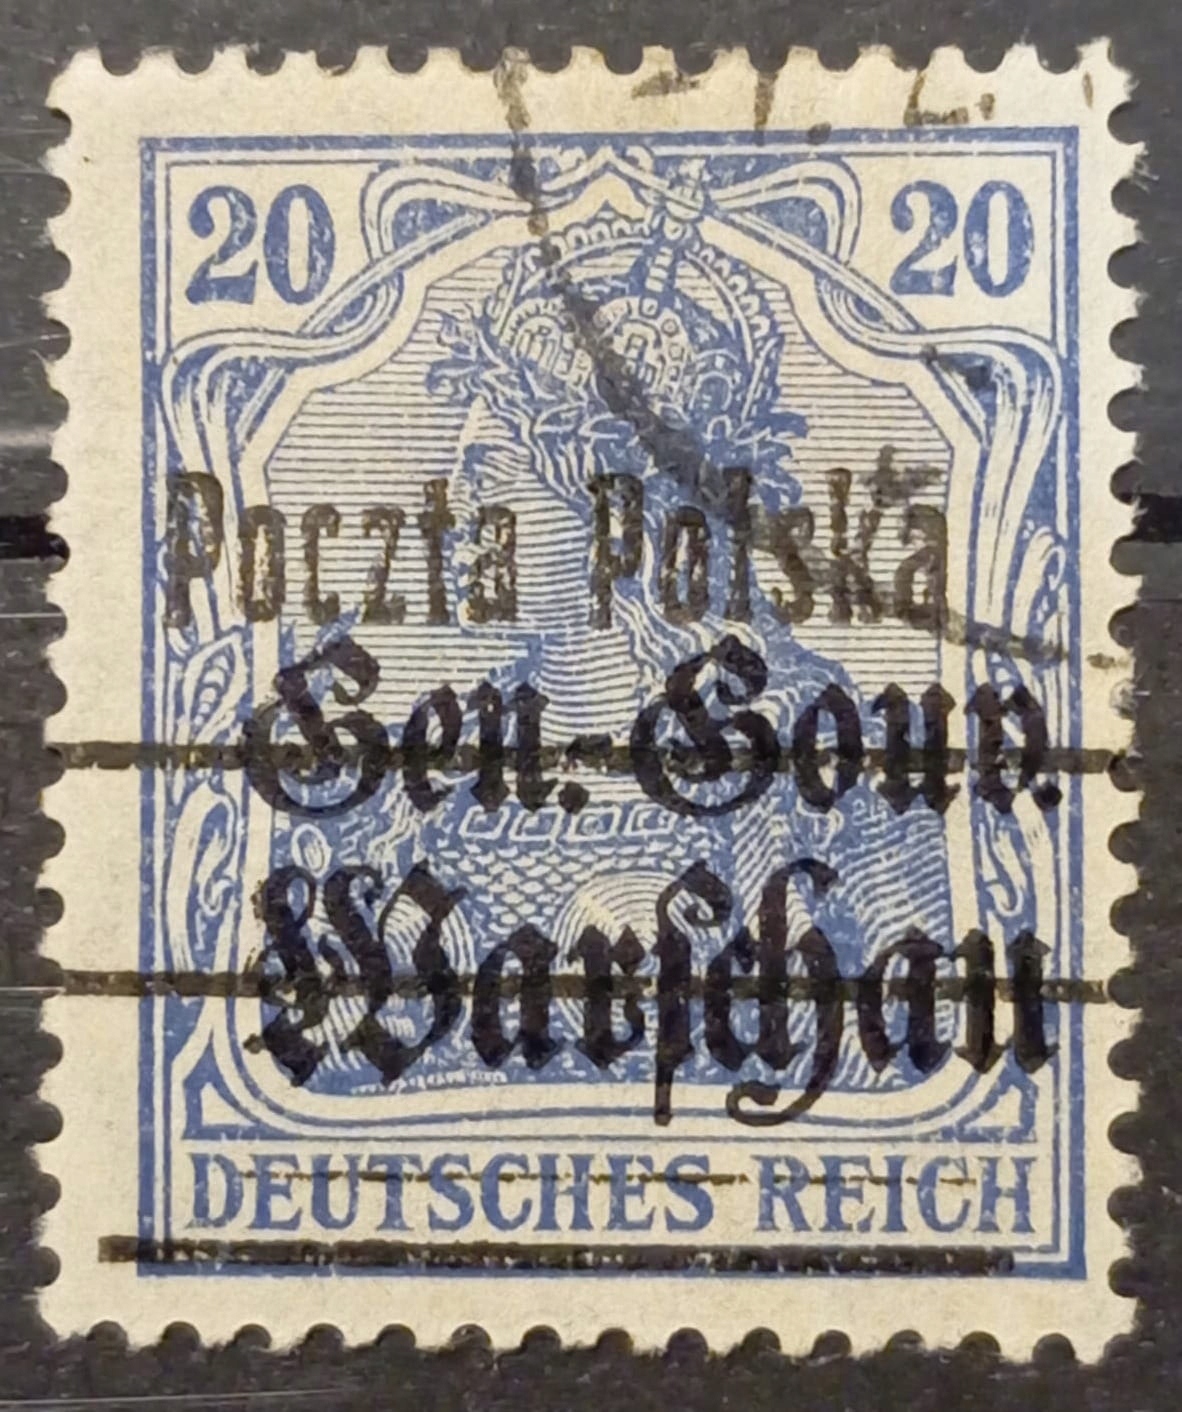 20 20
Poczta Polska
Gen.-Gouv.
Warschau
DEUTSCHES REICH